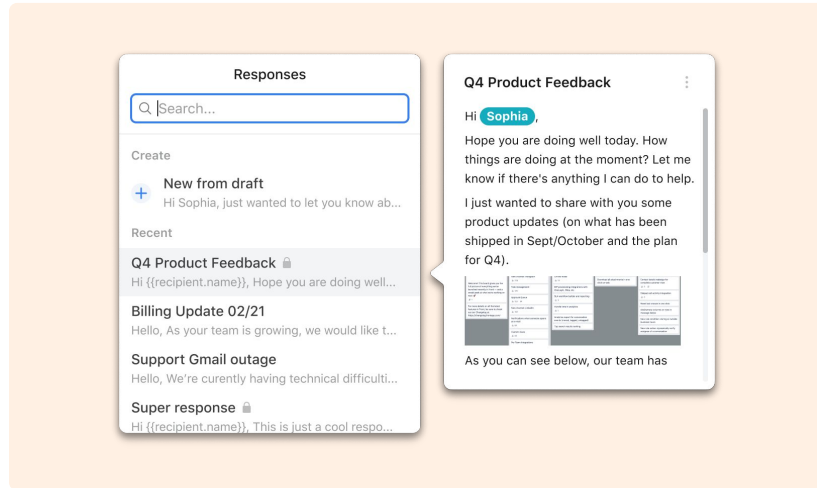 Responses
Search...
Create
New from draft
Hi Sophia, just wanted to let you know ab...
Recent
Q4 Product Feedback
Hi {{recipient.name}}, Hope you are doing well...
Billing Update 02/21
Hello, As your team is growing, we would like t...
Support Gmail outage
Hello, We're curently having technical difficulti...
Super response
Hi {{recipient.name}}, This is just a cool respo...
Q4 Product Feedback
Hi Sophia,
Hope you are doing well today. How
things are doing at the moment? Let me
know if there's anything I can do to help.
I just wanted to share with you some
product updates (on what has been
shipped in Sept/October and the plan
for Q4).
As you can see below, our team has